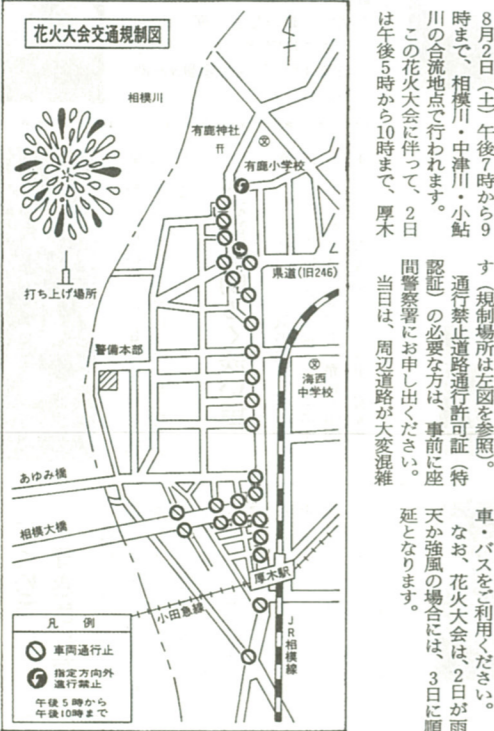 花火大会交通規制図
相模川
有鹿神社
有鹿小学校
県道(旧246)
打ち上げ場所
警備本部
海西
中学校
あゆみ橋
相模大橋
厚木駅
小田急線
JR相模線
凡　例
車両通行止
指定方向外
進行禁止
午後5時から
午後10時まで
8月2日（土）午後7時から9
時まで、相模川・中津川・小鮎
川の合流地点で行われます。
この花火大会に伴って、2日
は午後5時から10時まで、厚木
す（規制場所は左図を参照）。
通行禁止道路通行許可証（特
認証）の必要な方は、事前に座
間警察署にお申し出ください。
当日は、周辺道路が大変混雑
車・バスをご利用ください。
なお、花火大会は、2日が雨
天か強風の場合には、3日に順
延となります。